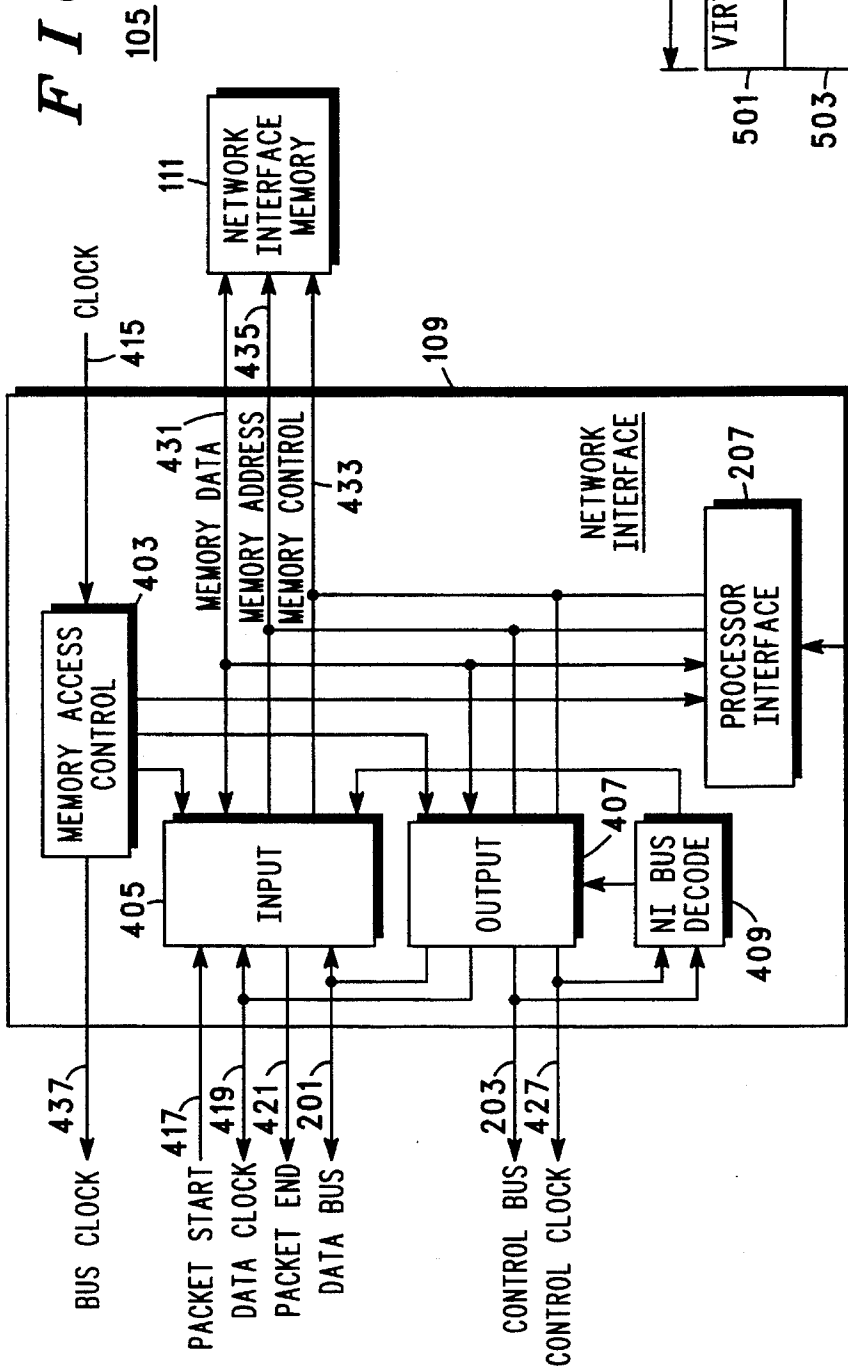 F I
105
NETWORK
INTERFACE
MEMORY
111
CLOCK
415
431
435
433
MEMORY DATA
MEMORY ADDRESS
MEMORY CONTROL
MEMORY ACCESS
CONTROL
403
109
NETWORK
INTERFACE
207
PROCESSOR
INTERFACE
405
INPUT
OUTPUT
407
NI BUS
DECODE
409
437
BUS CLOCK
417
419
421
201
PACKET START
DATA CLOCK
PACKET END
DATA BUS
203
427
CONTROL BUS
CONTROL CLOCK
501
503
VIR